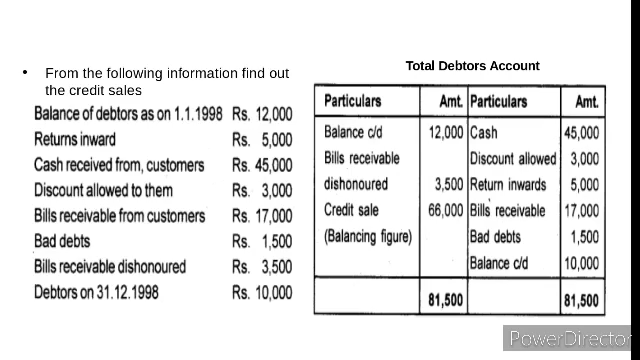 • From the following information find out
the credit sales
Balance of debtors as on 1.1.1998 Rs. 12,000
Returns inward Rs. 5,000
Cash received from, customers Rs. 45,000
Discount allowed to them Rs. 3,000
Bills receivable from customers Rs. 17,000
Bad debts Rs. 1,500
Bills receivable dishonoured Rs. 3,500
Debtors on 31.12.1998 Rs. 10,000
Total Debtors Account
Particulars Amt. Particulars Amt.
Balance c/d 12,000 Cash 45,000
Bills receivable Discount allowed 3,000
dishonoured 3,500 Return inwards 5,000
Credit sale 66,000 Bills receivable 17,000
(Balancing figure) Bad debts 1,500
Balance c/d 10,000
81,500 81,500
PowerDirector